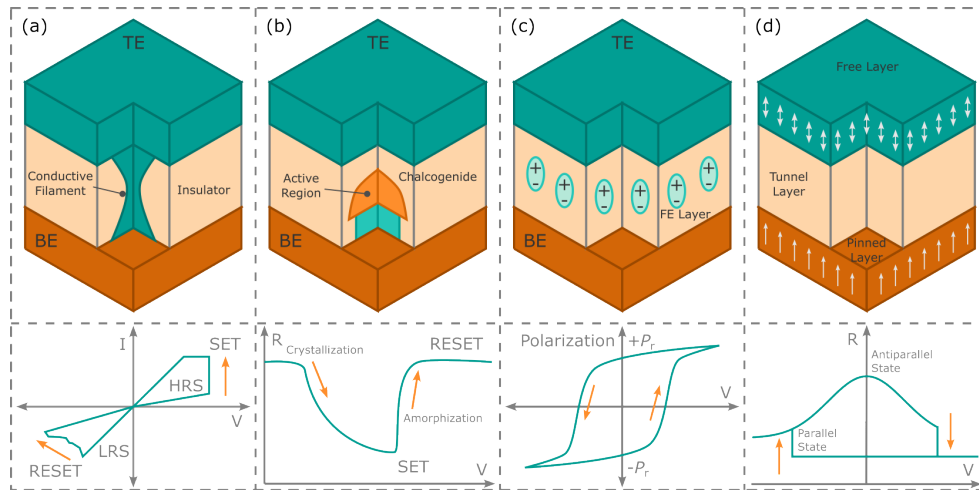 (a)
TE
Conductive
Filament
Insulator
BE
(b)
TE
Active
Region
Chalcogenide
BE
(c)
TE
+
-
+
-
+
-
+
-
+
-
+
-
FE Layer
BE
(d)
Free Layer
Tunnel
Layer
Pinned
Layer
I
SET
HRS
V
LRS
RESET
R
Crystallization
RESET
Amorphization
SET
V
Polarization
+Pr
V
-Pr
R
Antiparallel
State
Parallel
State
V